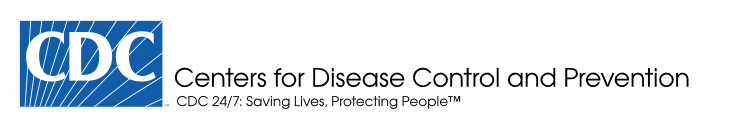 CDC
Centers for Disease Control and Prevention
CDC 24/7: Saving Lives, Protecting People™